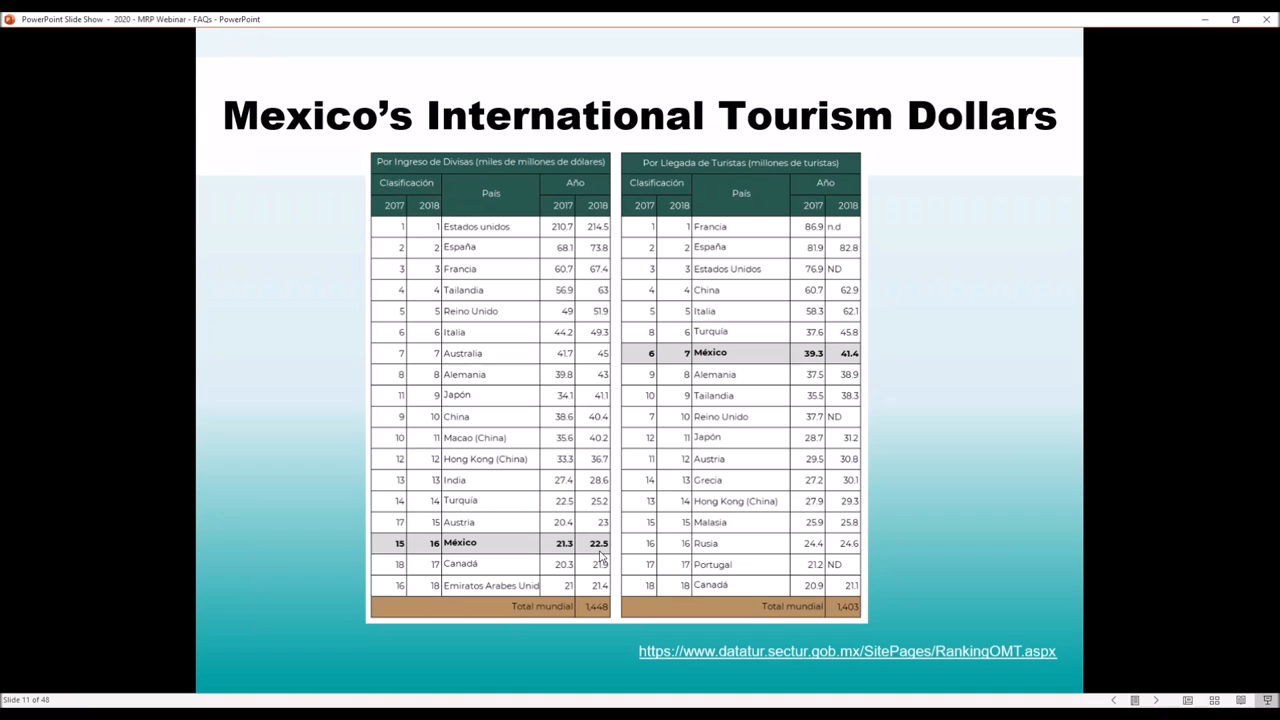 PowerPoint Slide Show - 2020 - MRP Webinar - FAQs - PowerPoint
Mexico's International Tourism Dollars
Por Ingreso de Divisas (miles de millones de dólares)
Clasificación País Año
2017 2018 2017 2018
1 1 Estados unidos 210.7 214.5
2 2 España 68.1 73.8
3 3 Francia 60.7 67.4
4 4 Tailandia 56.9 63
5 5 Reino Unido 49 51.9
6 6 Italia 44.2 49.3
7 7 Australia 41.7 45
8 8 Alemania 39.8 43
11 9 Japón 34.1 41.1
9 10 China 38.6 40.4
10 11 Macao (China) 35.6 40.2
12 12 Hong Kong (China) 33.3 36.7
13 13 India 27.4 28.6
14 14 Turquía 22.5 25.2
17 15 Austria 20.4 23
15 16 México 21.3 22.5
18 17 Canadá 20.3 21.9
16 18 Emiratos Arabes Unid 21 21.4
Total mundial 1,448
Por Llegada de Turistas (millones de turistas)
Clasificación País Año
2017 2018 2017 2018
1 1 Francia 86.9 n.d
2 2 España 81.9 82.8
3 3 Estados Unidos 76.9 ND
4 4 China 60.7 62.9
5 5 Italia 58.3 62.1
8 6 Turquía 37.6 45.8
6 7 México 39.3 41.4
9 8 Alemania 37.5 38.9
10 9 Tailandia 35.5 38.3
7 10 Reino Unido 37.7 ND
12 11 Japón 28.7 31.2
11 12 Austria 29.5 30.8
14 13 Grecia 27.2 30.1
13 14 Hong Kong (China) 27.9 29.3
15 15 Malasia 25.9 25.8
16 16 Rusia 24.4 24.6
17 17 Portugal 21.2 ND
18 18 Canadá 20.9 21.1
Total mundial 1,403
https://www.datatur.sectur.gob.mx/SitePages/RankingOMT.aspx
Slide 11 of 48